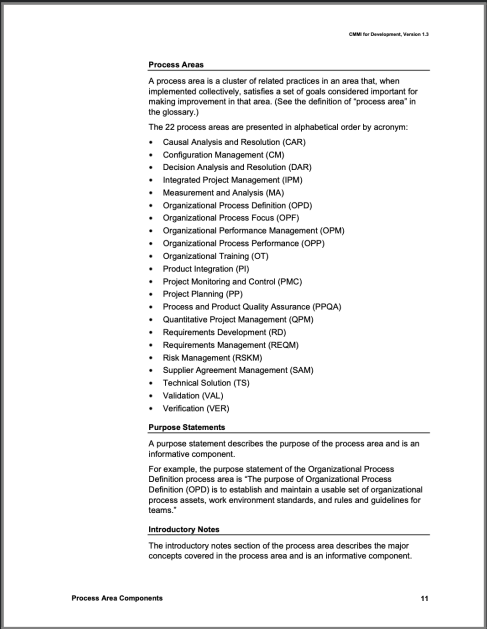 CMMI for Development, Version 1.3
Process Areas
A process area is a cluster of related practices in an area that, when
implemented collectively, satisfies a set of goals considered important for
making improvement in that area. (See the definition of “process area” in
the glossary.)
The 22 process areas are presented in alphabetical order by acronym:
• Causal Analysis and Resolution (CAR)
• Configuration Management (CM)
• Decision Analysis and Resolution (DAR)
• Integrated Project Management (IPM)
• Measurement and Analysis (MA)
• Organizational Process Definition (OPD)
• Organizational Process Focus (OPF)
• Organizational Performance Management (OPM)
• Organizational Process Performance (OPP)
• Organizational Training (OT)
• Product Integration (PI)
• Project Monitoring and Control (PMC)
• Project Planning (PP)
• Process and Product Quality Assurance (PPQA)
• Quantitative Project Management (QPM)
• Requirements Development (RD)
• Requirements Management (REQM)
• Risk Management (RSKM)
• Supplier Agreement Management (SAM)
• Technical Solution (TS)
• Validation (VAL)
• Verification (VER)
Purpose Statements
A purpose statement describes the purpose of the process area and is an
informative component.
For example, the purpose statement of the Organizational Process
Definition process area is “The purpose of Organizational Process
Definition (OPD) is to establish and maintain a usable set of organizational
process assets, work environment standards, and rules and guidelines for
teams.”
Introductory Notes
The introductory notes section of the process area describes the major
concepts covered in the process area and is an informative component.
Process Area Components 11